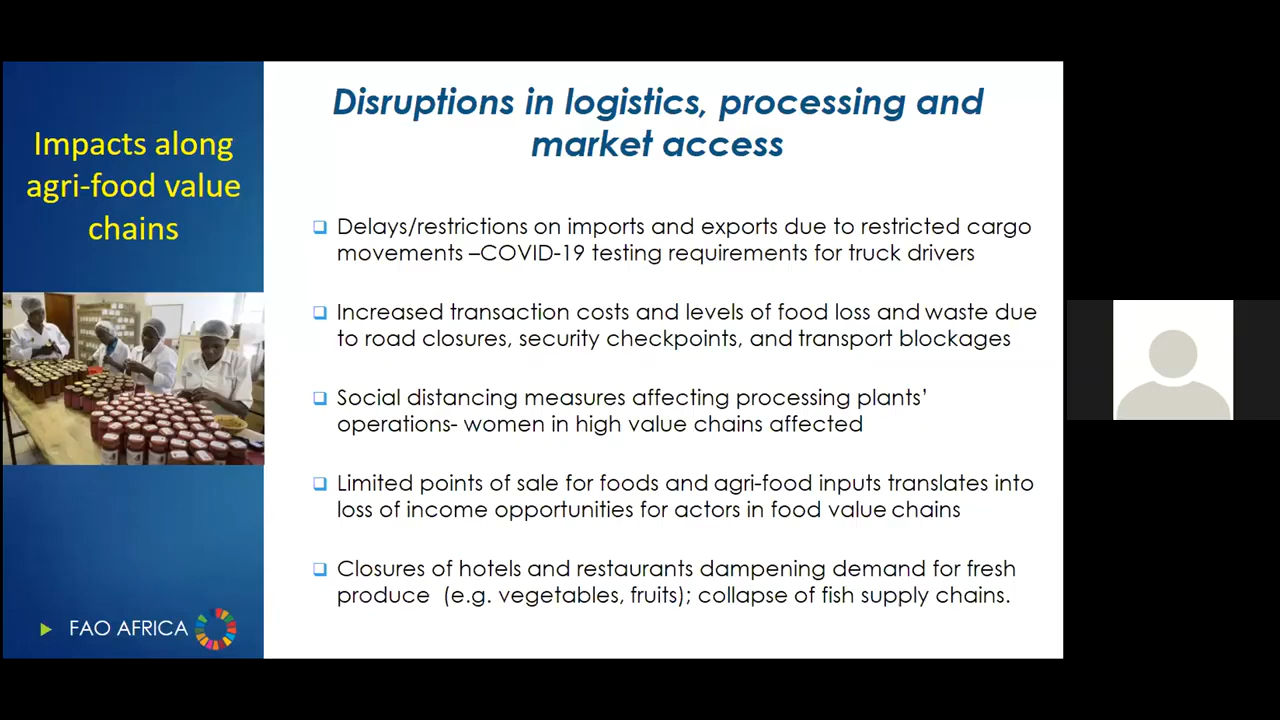 Impacts along
agri-food value
chains
FAO AFRICA
Disruptions in logistics, processing and
market access
Delays/restrictions on imports and exports due to restricted cargo
movements –COVID-19 testing requirements for truck drivers
Increased transaction costs and levels of food loss and waste due
to road closures, security checkpoints, and transport blockages
Social distancing measures affecting processing plants’
operations- women in high value chains affected
Limited points of sale for foods and agri-food inputs translates into
loss of income opportunities for actors in food value chains
Closures of hotels and restaurants dampening demand for fresh
produce (e.g. vegetables, fruits); collapse of fish supply chains.